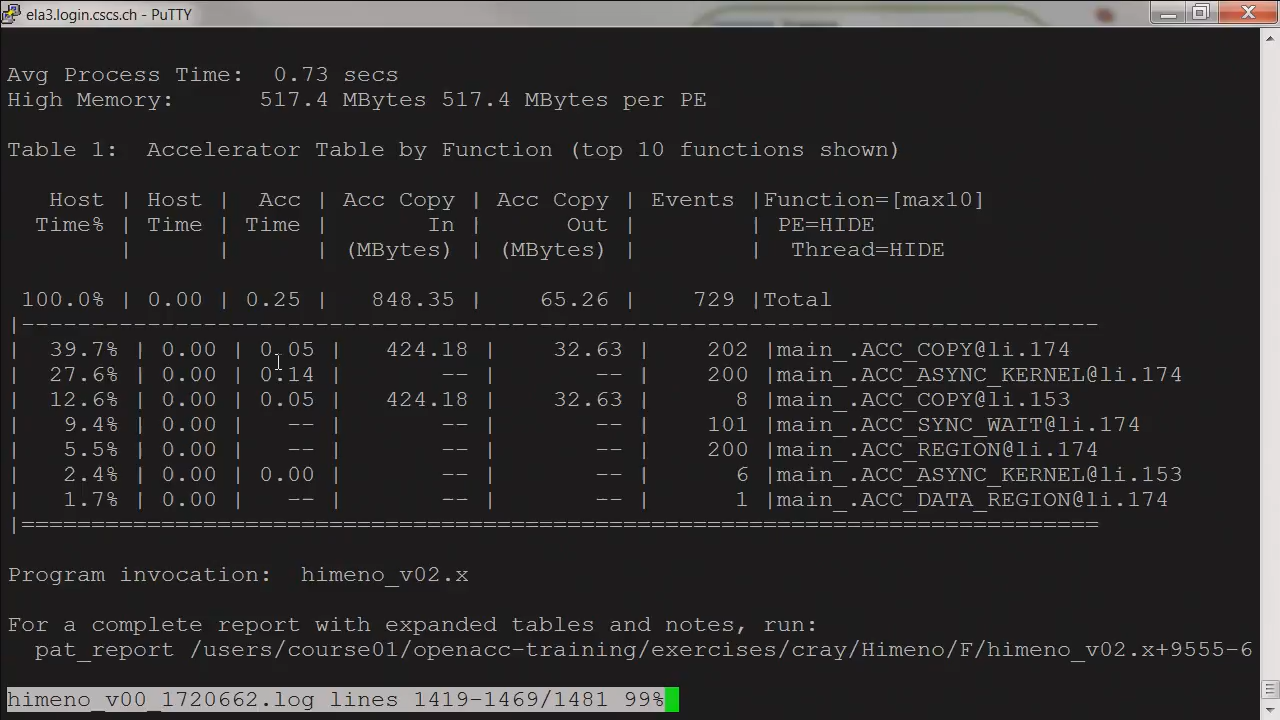 ela3.login.cscs.ch - PuTTY
Avg Process Time:  0.73 secs
High Memory:      517.4 MBytes 517.4 MBytes per PE
Table 1:  Accelerator Table by Function (top 10 functions shown)
   Host | Host |  Acc | Acc Copy | Acc Copy | Events |Function=[max10]
  Time% | Time | Time |       In |      Out |        | PE=HIDE
        |      |      | (MBytes) | (MBytes) |        |  Thread=HIDE
 100.0% | 0.00 | 0.25 |   848.35 |    65.26 |    729 |Total
|-----------------------------------------------------------------------------
|  39.7% | 0.00 | 0.05 |   424.18 |    32.63 |    202 |main_.ACC_COPY@li.174
|  27.6% | 0.00 | 0.14 |       -- |       -- |    200 |main_.ACC_ASYNC_KERNEL@li.174
|  12.6% | 0.00 | 0.05 |   424.18 |    32.63 |      8 |main_.ACC_COPY@li.153
|   9.4% | 0.00 |   -- |       -- |       -- |    101 |main_.ACC_SYNC_WAIT@li.174
|   5.5% | 0.00 |   -- |       -- |       -- |    200 |main_.ACC_REGION@li.174
|   2.4% | 0.00 | 0.00 |       -- |       -- |      6 |main_.ACC_ASYNC_KERNEL@li.153
|   1.7% | 0.00 |   -- |       -- |       -- |      1 |main_.ACC_DATA_REGION@li.174
|=============================================================================
Program invocation:  himeno_v02.x
For a complete report with expanded tables and notes, run:
  pat_report /users/course01/openacc-training/exercises/cray/Himeno/F/himeno_v02.x+9555-6
himeno_v00_1720662.log lines 1419-1469/1481 99%